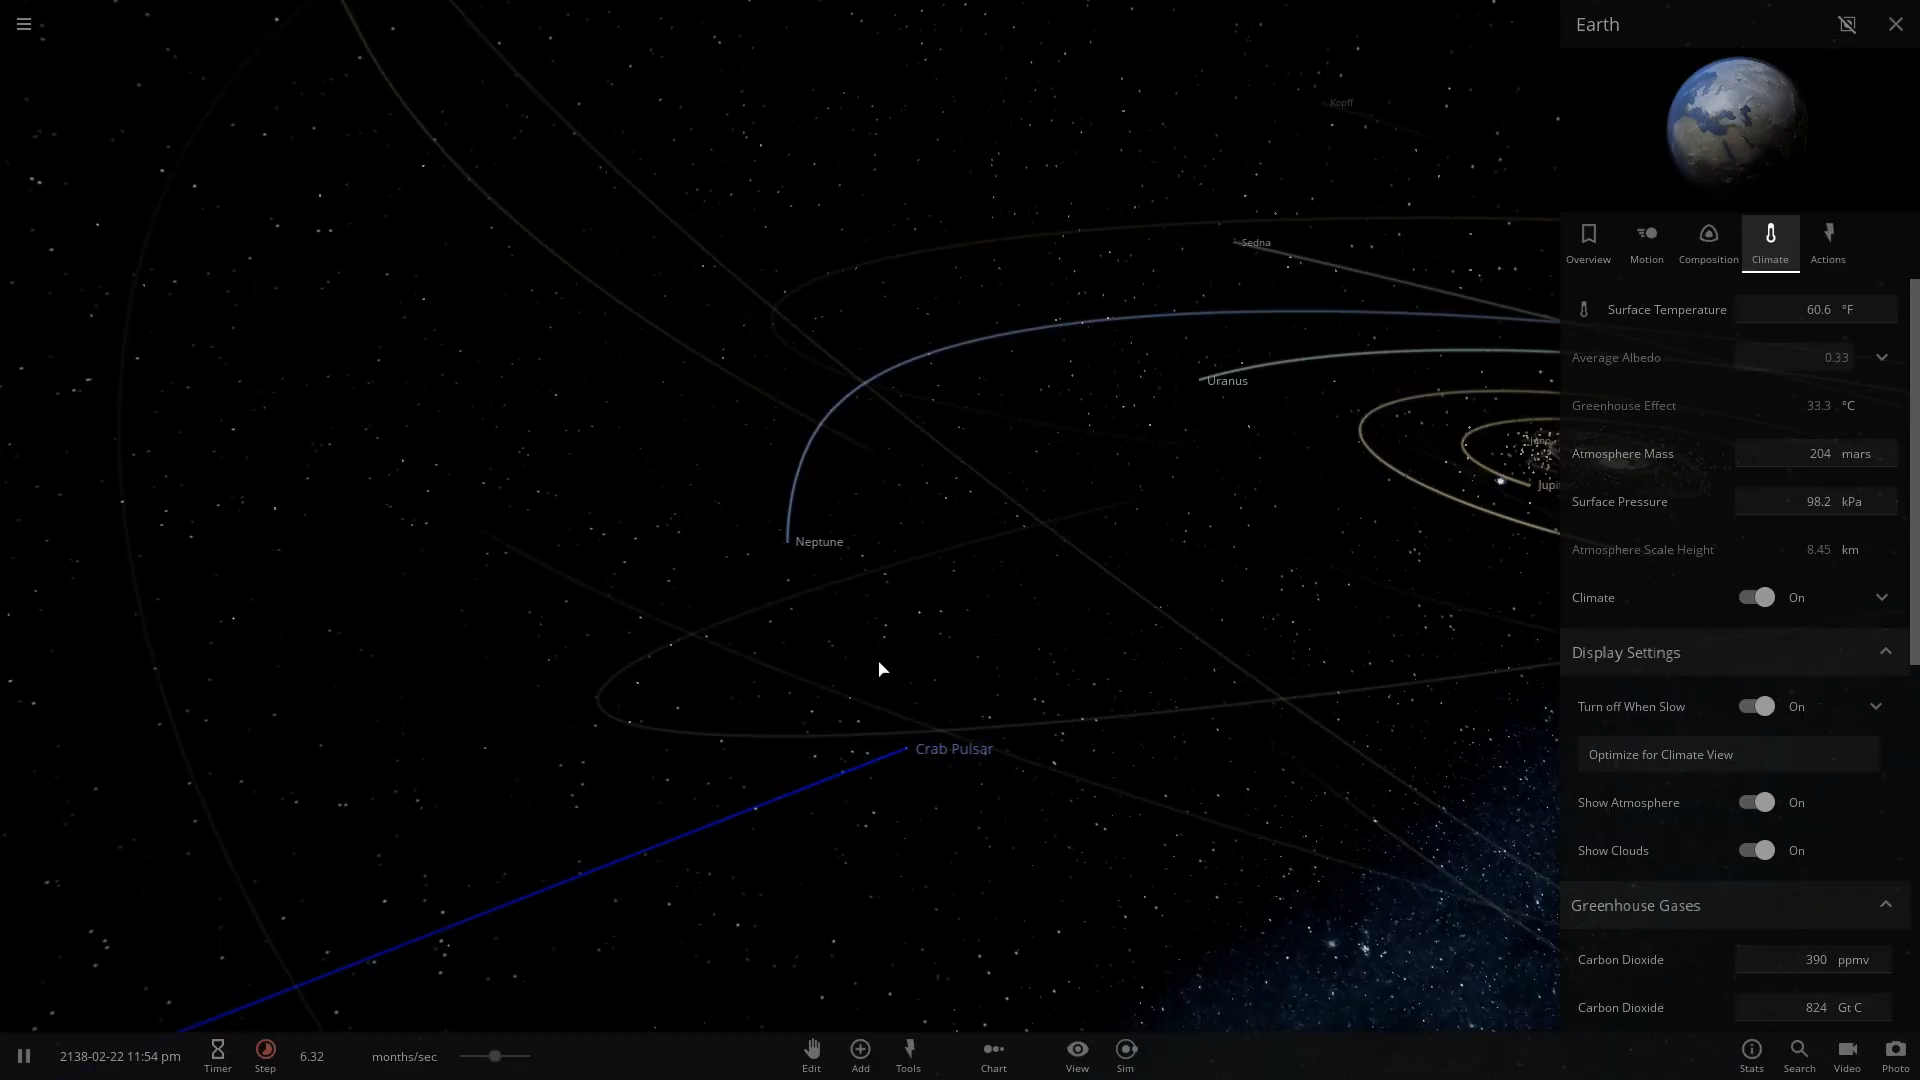 Earth
Kopff
Sedna
Overview
Motion
Composition
Climate
Actions
Surface Temperature 60.6 °F
Average Albedo 0.33
Uranus
Greenhouse Effect 33.3 °C
Juno
Atmosphere Mass 204 mars
Jupi
Surface Pressure 98.2 kPa
Neptune
Atmosphere Scale Height 8.45 km
Climate On
Display Settings
Turn off When Slow On
Crab Pulsar
Optimize for Climate View
Show Atmosphere On
Show Clouds On
Greenhouse Gases
Carbon Dioxide 390 ppmv
Carbon Dioxide 824 Gt C
2138-02-22 11:54 pm
Timer
Step
6.32 months/sec
Edit
Add
Tools
Chart
View
Sim
Stats
Search
Video
Photo